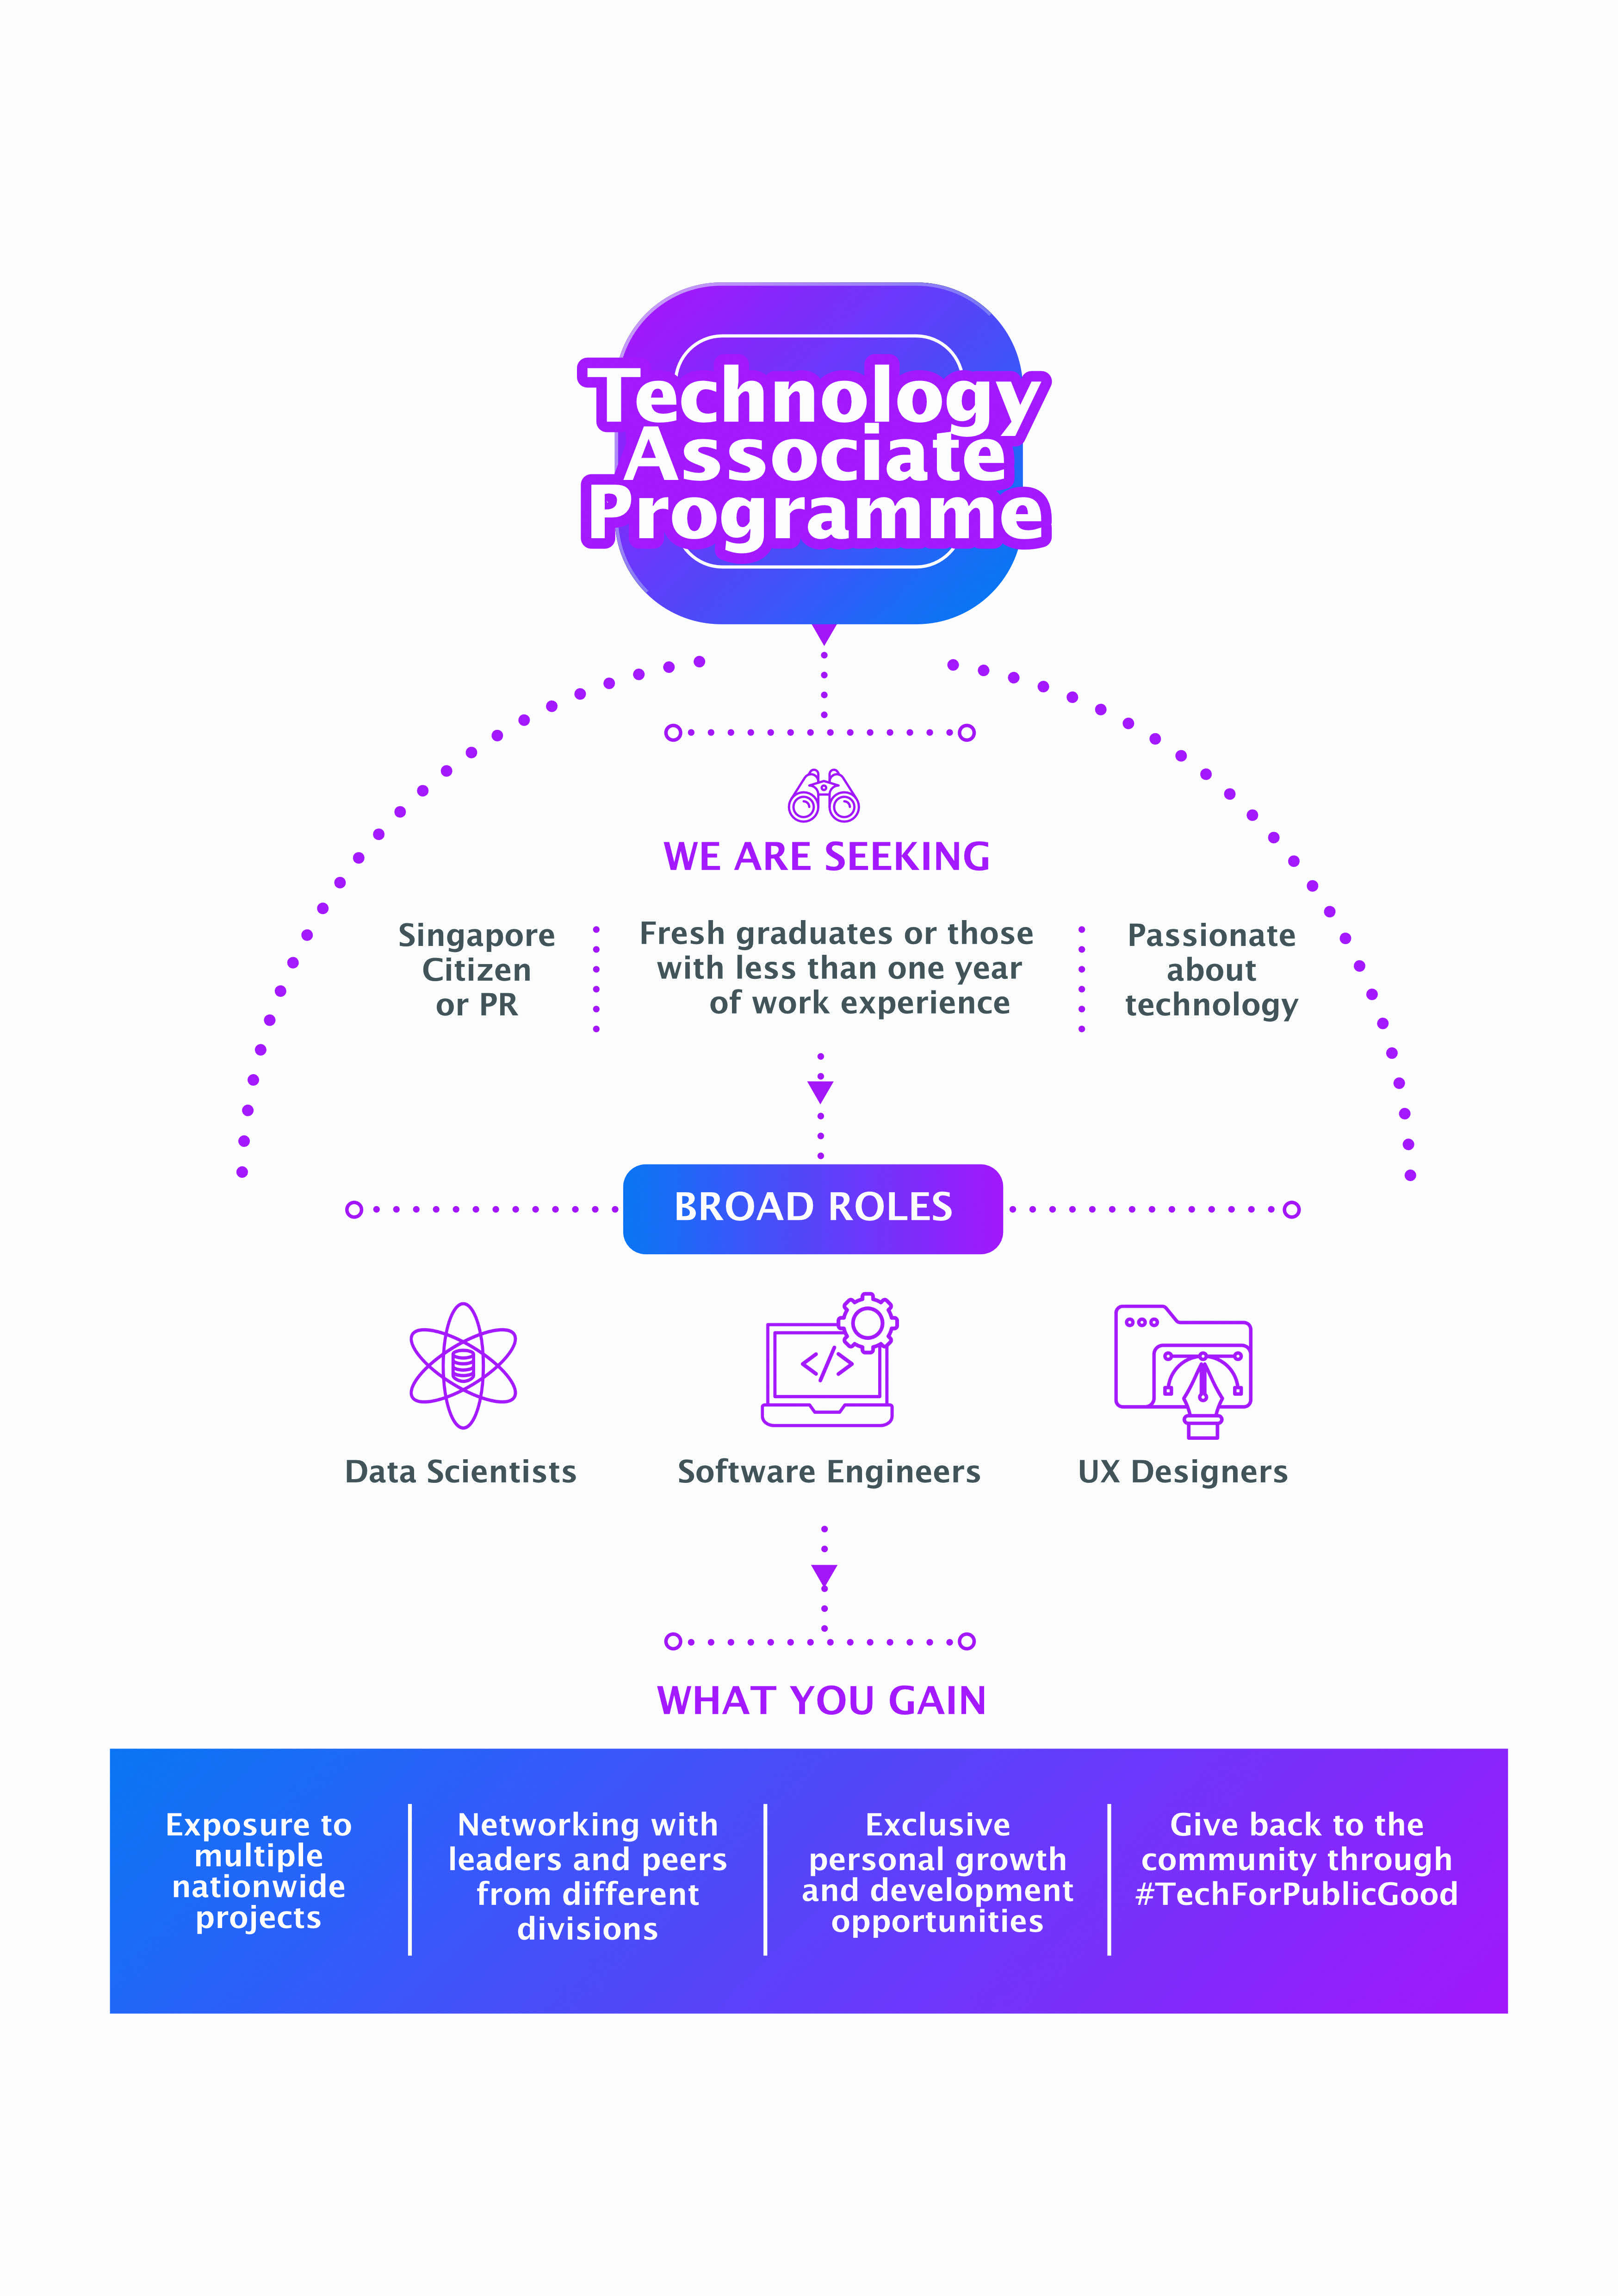 Technology
Associate
Programme
WE ARE SEEKING
Singapore
Citizen
or PR
Fresh graduates or those
with less than one year
of work experience
Passionate
about
technology
BROAD ROLES
</>
Data Scientists
Software Engineers
UX Designers
WHAT YOU GAIN
Exposure to
multiple
nationwide
projects
Networking with
leaders and peers
from different
divisions
Exclusive
personal growth
and development
opportunities
Give back to the
community through
#TechForPublicGood